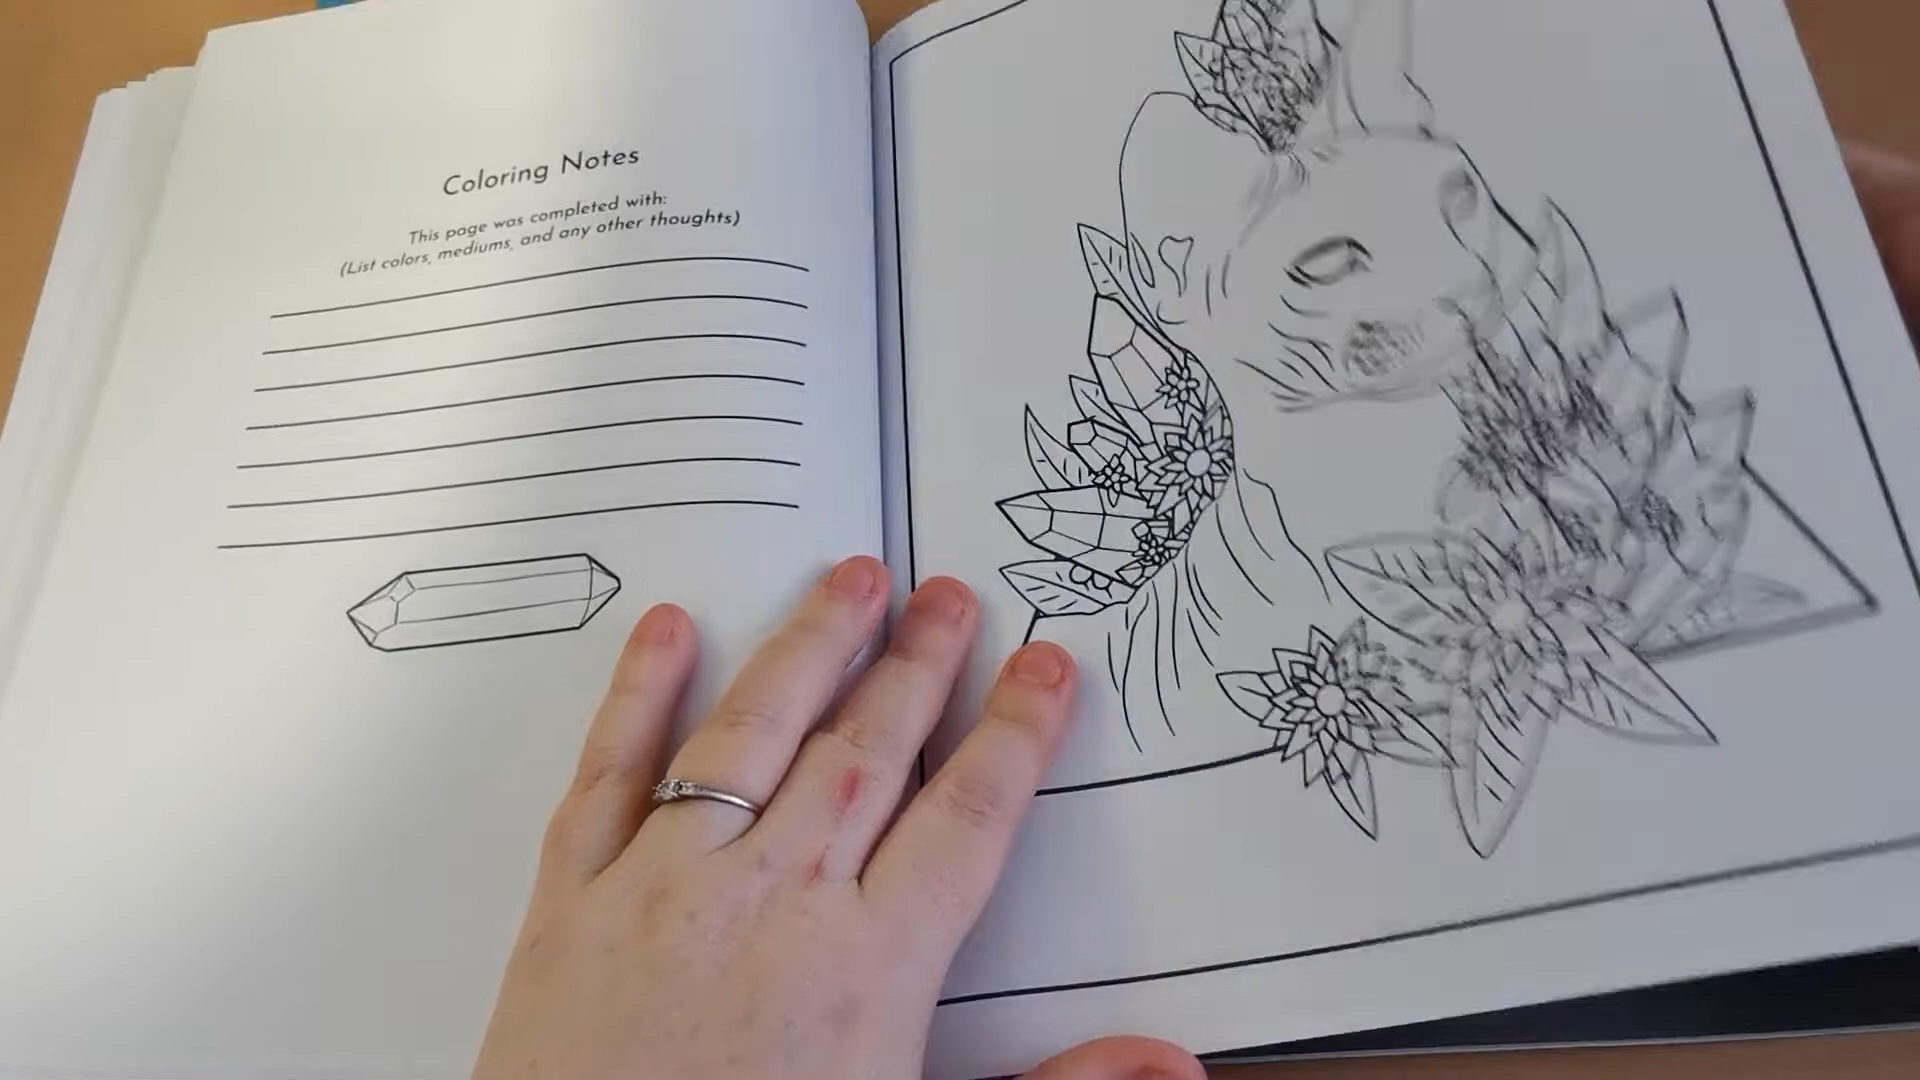 Coloring Notes
This page was completed with:
(List colors, mediums, and any other thoughts)